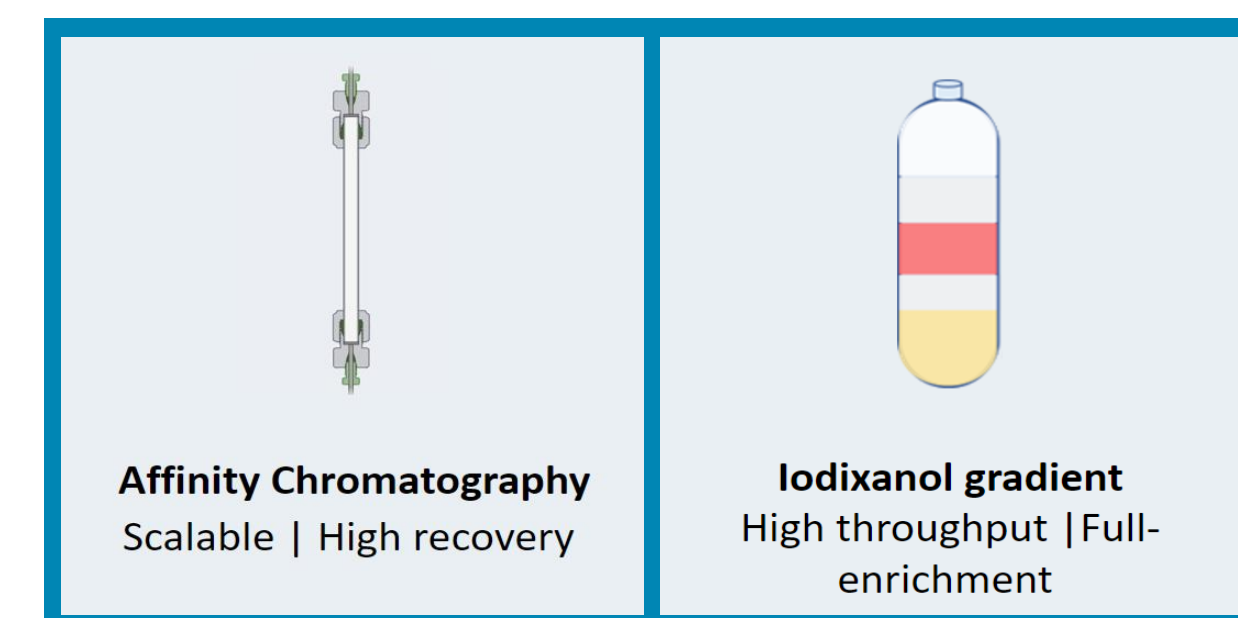 Affinity Chromatography
Scalable | High recovery
Iodixanol gradient
High throughput |Full-
enrichment